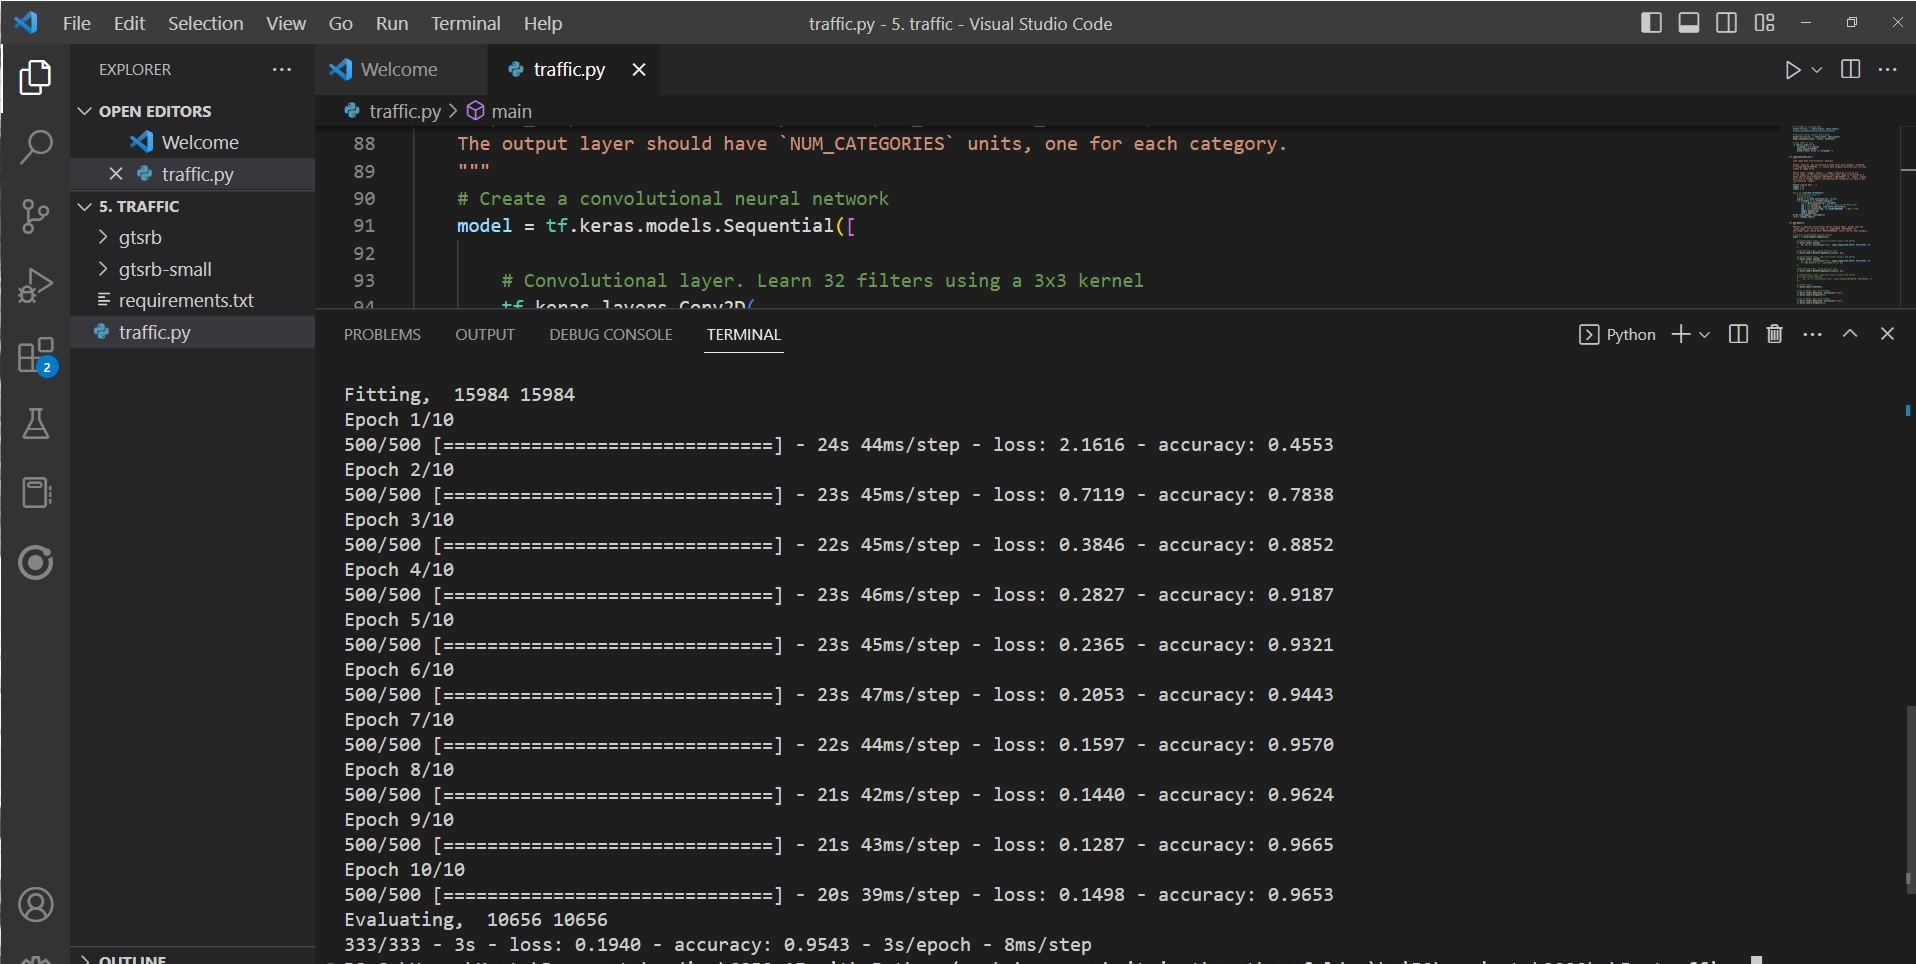 File Edit Selection View Go Run Terminal Help
traffic.py - 5. traffic - Visual Studio Code
EXPLORER
OPEN EDITORS
Welcome
traffic.py
5. TRAFFIC
gtsrb
gtsrb-small
requirements.txt
traffic.py
2
OUTLINE
Welcome
traffic.py
traffic.py > main
88 The output layer should have `NUM_CATEGORIES` units, one for each category.
89 """
90 # Create a convolutional neural network
91 model = tf.keras.models.Sequential([
92
93 # Convolutional layer. Learn 32 filters using a 3x3 kernel
94 tf.keras.layers.Conv2D(
PROBLEMS OUTPUT DEBUG CONSOLE TERMINAL
Python
Fitting,  15984 15984
Epoch 1/10
500/500 [==============================] - 24s 44ms/step - loss: 2.1616 - accuracy: 0.4553
Epoch 2/10
500/500 [==============================] - 23s 45ms/step - loss: 0.7119 - accuracy: 0.7838
Epoch 3/10
500/500 [==============================] - 22s 45ms/step - loss: 0.3846 - accuracy: 0.8852
Epoch 4/10
500/500 [==============================] - 23s 46ms/step - loss: 0.2827 - accuracy: 0.9187
Epoch 5/10
500/500 [==============================] - 23s 45ms/step - loss: 0.2365 - accuracy: 0.9321
Epoch 6/10
500/500 [==============================] - 23s 47ms/step - loss: 0.2053 - accuracy: 0.9443
Epoch 7/10
500/500 [==============================] - 22s 44ms/step - loss: 0.1597 - accuracy: 0.9570
Epoch 8/10
500/500 [==============================] - 21s 42ms/step - loss: 0.1440 - accuracy: 0.9624
Epoch 9/10
500/500 [==============================] - 21s 43ms/step - loss: 0.1287 - accuracy: 0.9665
Epoch 10/10
500/500 [==============================] - 20s 39ms/step - loss: 0.1498 - accuracy: 0.9653
Evaluating,  10656 10656
333/333 - 3s - loss: 0.1940 - accuracy: 0.9543 - 3s/epoch - 8ms/step